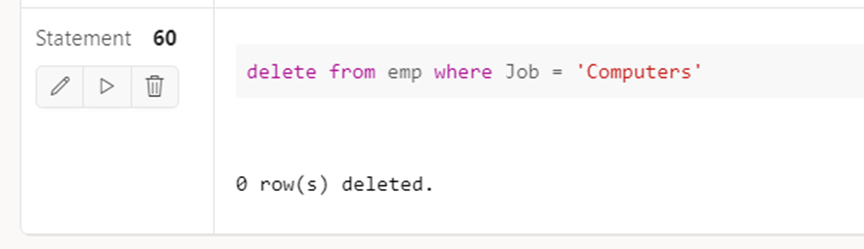 Statement 60
delete from emp where Job = 'Computers'
0 row(s) deleted.